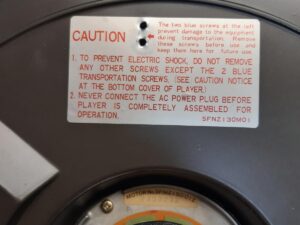 CAUTION
The two blue screws at the left
prevent damage to the equipment
during transportation. Remove
these screws before use and
keep them here for future use.
1. TO PREVENT ELECTRIC SHOCK, DO NOT REMOVE
ANY OTHER SCREWS EXCEPT THE 2 BLUE
TRANSPORTATION SCREWS. (SEE CAUTION NOTICE
AT THE BOTTOM COVER OF PLAYER.)
2. NEVER CONNECT THE AC POWER PLUG BEFORE
PLAYER IS COMPLETELY ASSEMBLED FOR
OPERATION.
SFNZ130M01
MOTOR